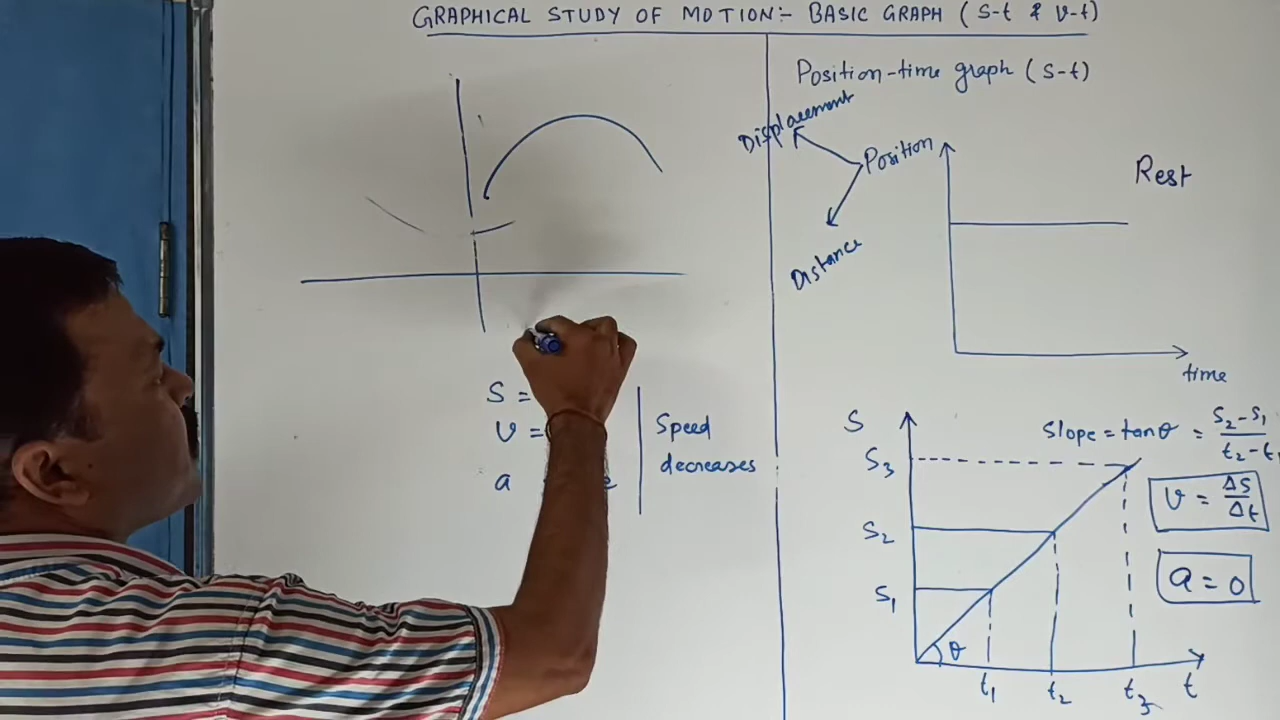 GRAPHICAL STUDY OF MOTION:- BASIC GRAPH ( S-t & v-t )
Position-time graph ( s-t )
Displacement
Position
Distance
Rest
time
S =
v =
a
Speed
decreases
Slope = tanθ = S₂-S₁ / t₂-t₁
v = Δs / Δt
a = 0
S
S₃
S₂
S₁
θ
t₁ t₂ t₃ t